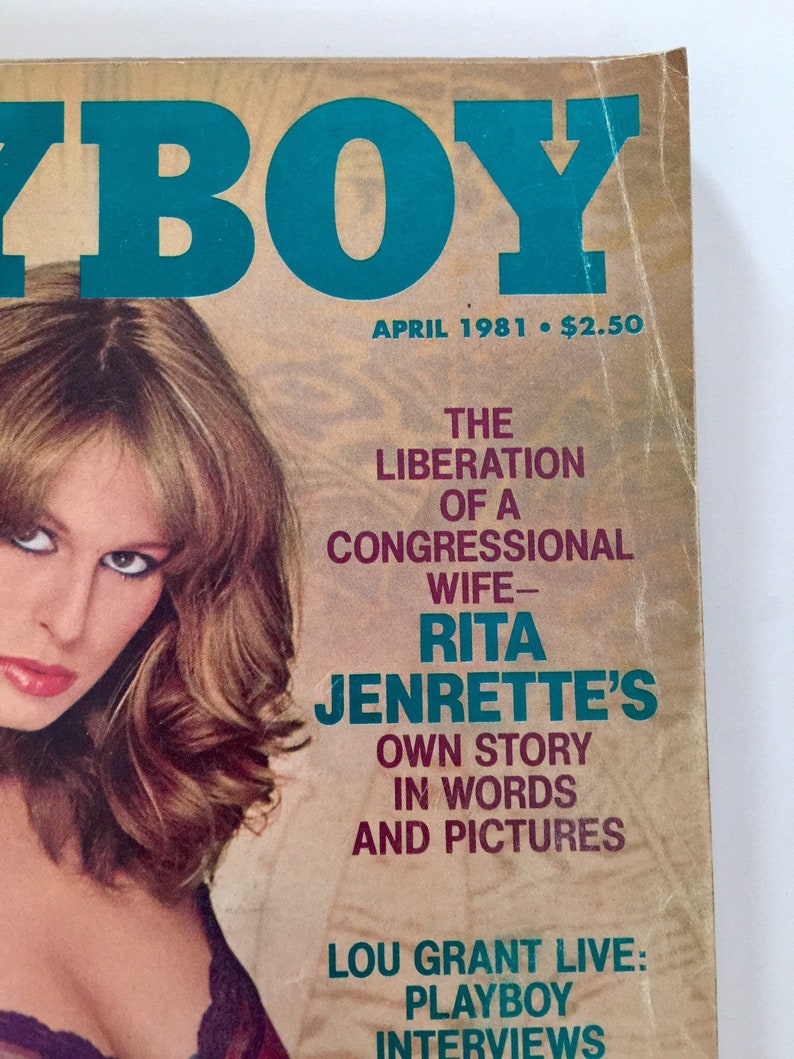 YBOY
APRIL 1981 • $2.50
THE
LIBERATION
OF A
CONGRESSIONAL
WIFE–
RITA
JENRETTE'S
OWN STORY
IN WORDS
AND PICTURES
LOU GRANT LIVE:
PLAYBOY
INTERVIEWS